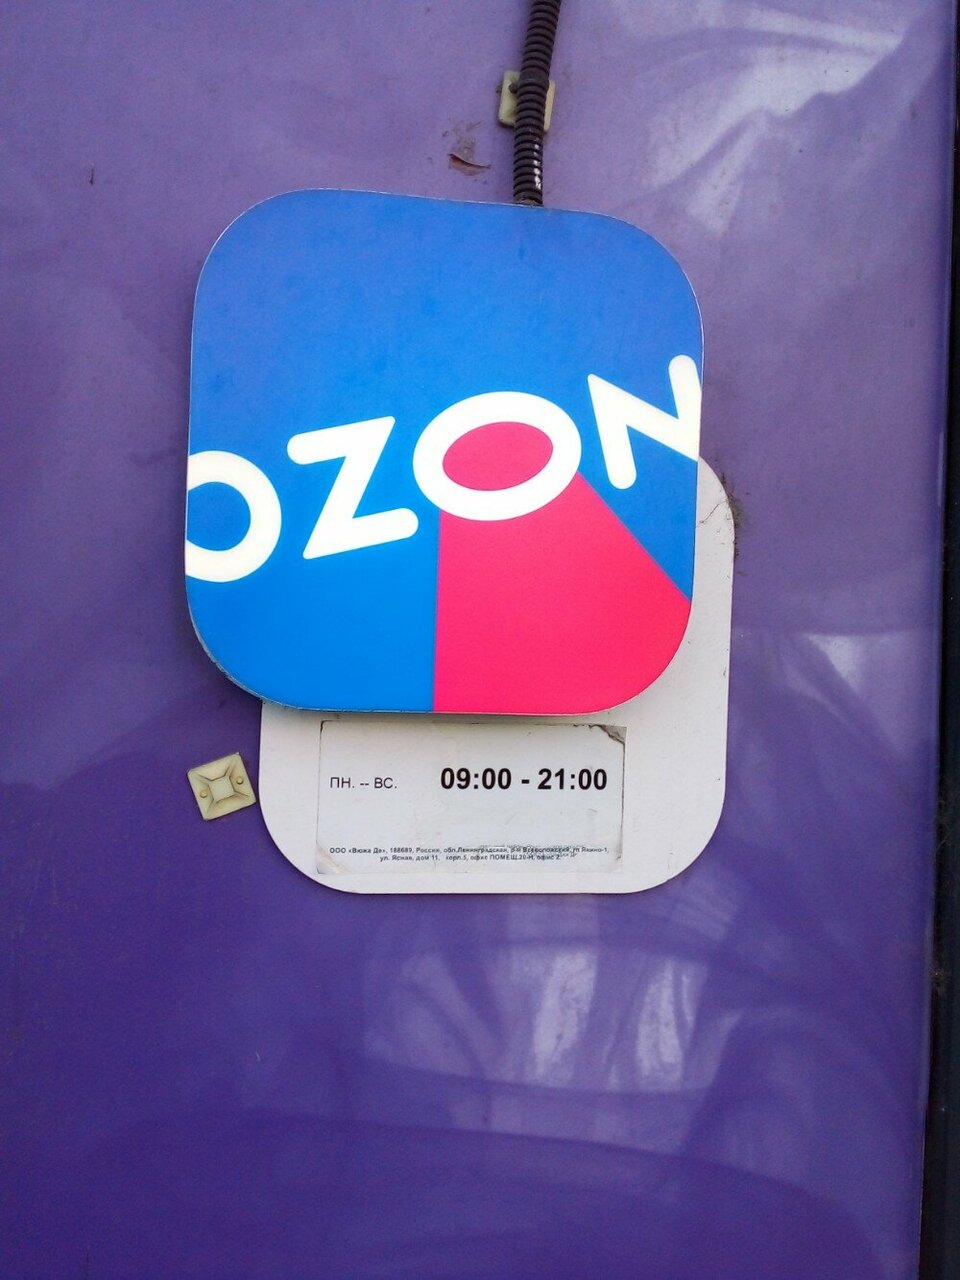 OZON
ПН. -- ВС. 09:00 - 21:00
ООО «Вюжа Де», 188689, Россия, обл.Ленинградская, р-н Всеволожский, гп Янино-1,
ул. Ясная, дом 11, корп.5, офис ПОМЕЩ.20-Н, офис 2.